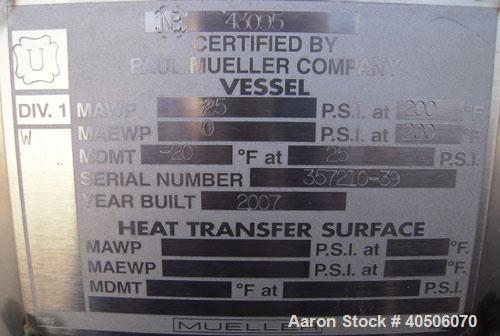 NB 43095
U
CERTIFIED BY
PAUL MUELLER COMPANY
VESSEL
DIV. 1
W
MAWP 25 P.S.I. at 200 °F.
MAEWP 0 P.S.I. at 200 °F.
MDMT -20 °F at 25 P.S.I.
SERIAL NUMBER 357210-39
YEAR BUILT 2007
HEAT TRANSFER SURFACE
MAWP P.S.I. at °F.
MAEWP P.S.I. at °F.
MDMT °F at P.S.I.
MUELLER
Aaron Stock # 40506070